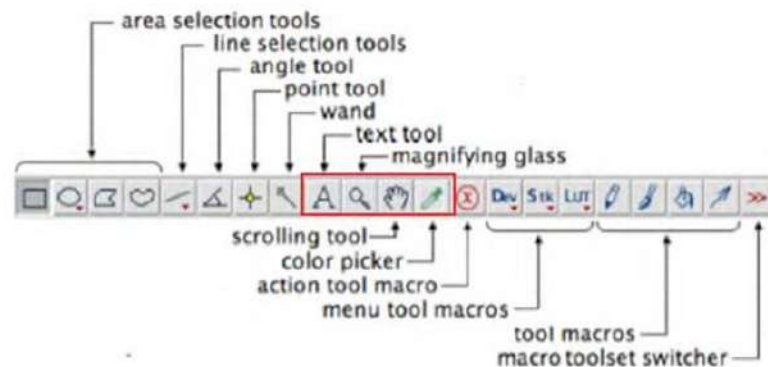 area selection tools
line selection tools
angle tool
point tool
wand
text tool
magnifying glass
A
Dev Stk LUT
>>
scrolling tool
color picker
action tool macro
menu tool macros
tool macros
macro toolset switcher